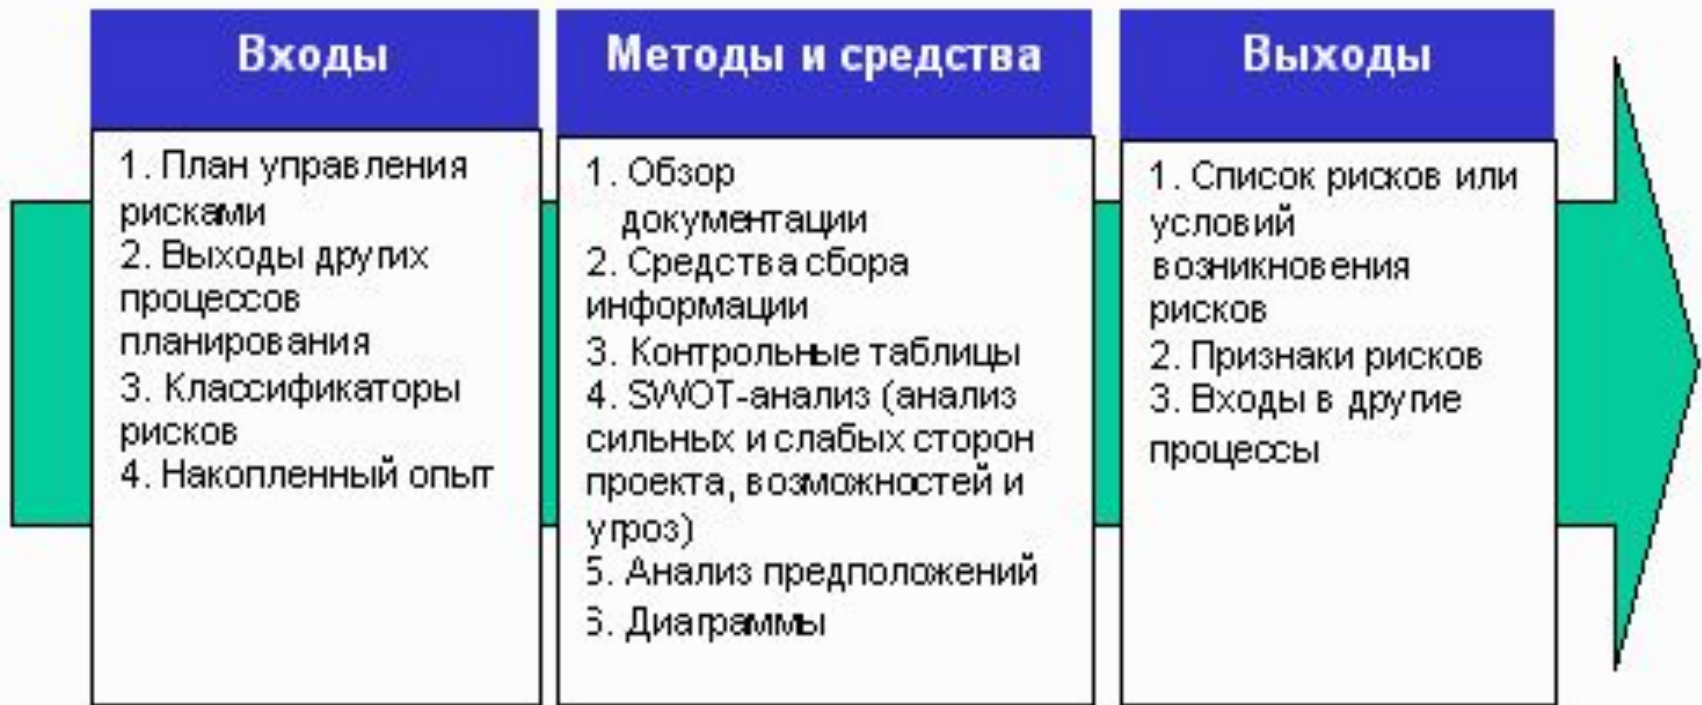 Входы
1. План управления
рисками
2. Выходы других
процессов
планирования
3. Классификаторы
рисков
4. Накопленный опыт
Методы и средства
1. Обзор
документации
2. Средства сбора
информации
3. Контрольные таблицы
4. SWOT-анализ (анализ
сильных и слабых сторон
проекта, возможностей и
угроз)
5. Анализ предположений
6. Диаграммы
Выходы
1. Список рисков или
условий
возникновения
рисков
2. Признаки рисков
3. Входы в другие
процессы